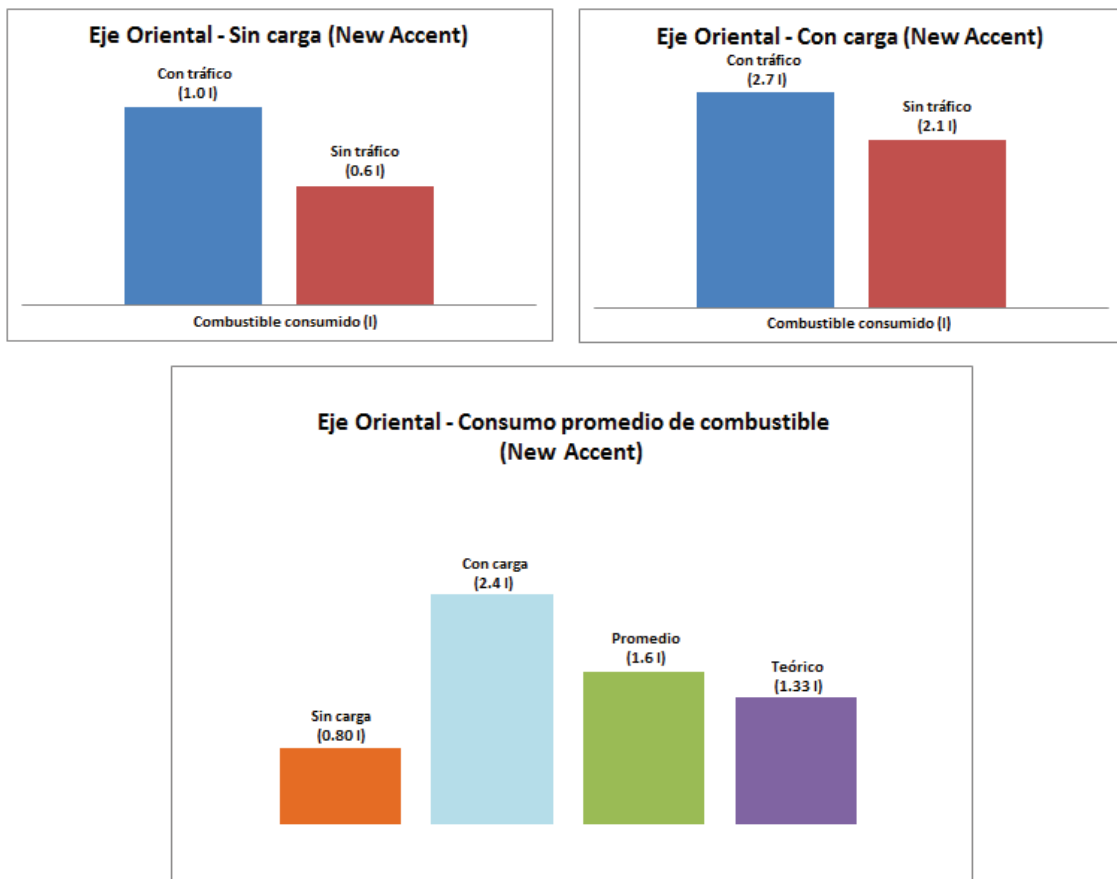 Eje Oriental - Sin carga (New Accent)
Con tráfico
(1.0 l)
Sin tráfico
(0.6 l)
Combustible consumido (l)
Eje Oriental - Con carga (New Accent)
Con tráfico
(2.7 l)
Sin tráfico
(2.1 l)
Combustible consumido (l)
Eje Oriental - Consumo promedio de combustible
(New Accent)
Con carga
(2.4 l)
Promedio
(1.6 l)
Teórico
(1.33 l)
Sin carga
(0.80 l)